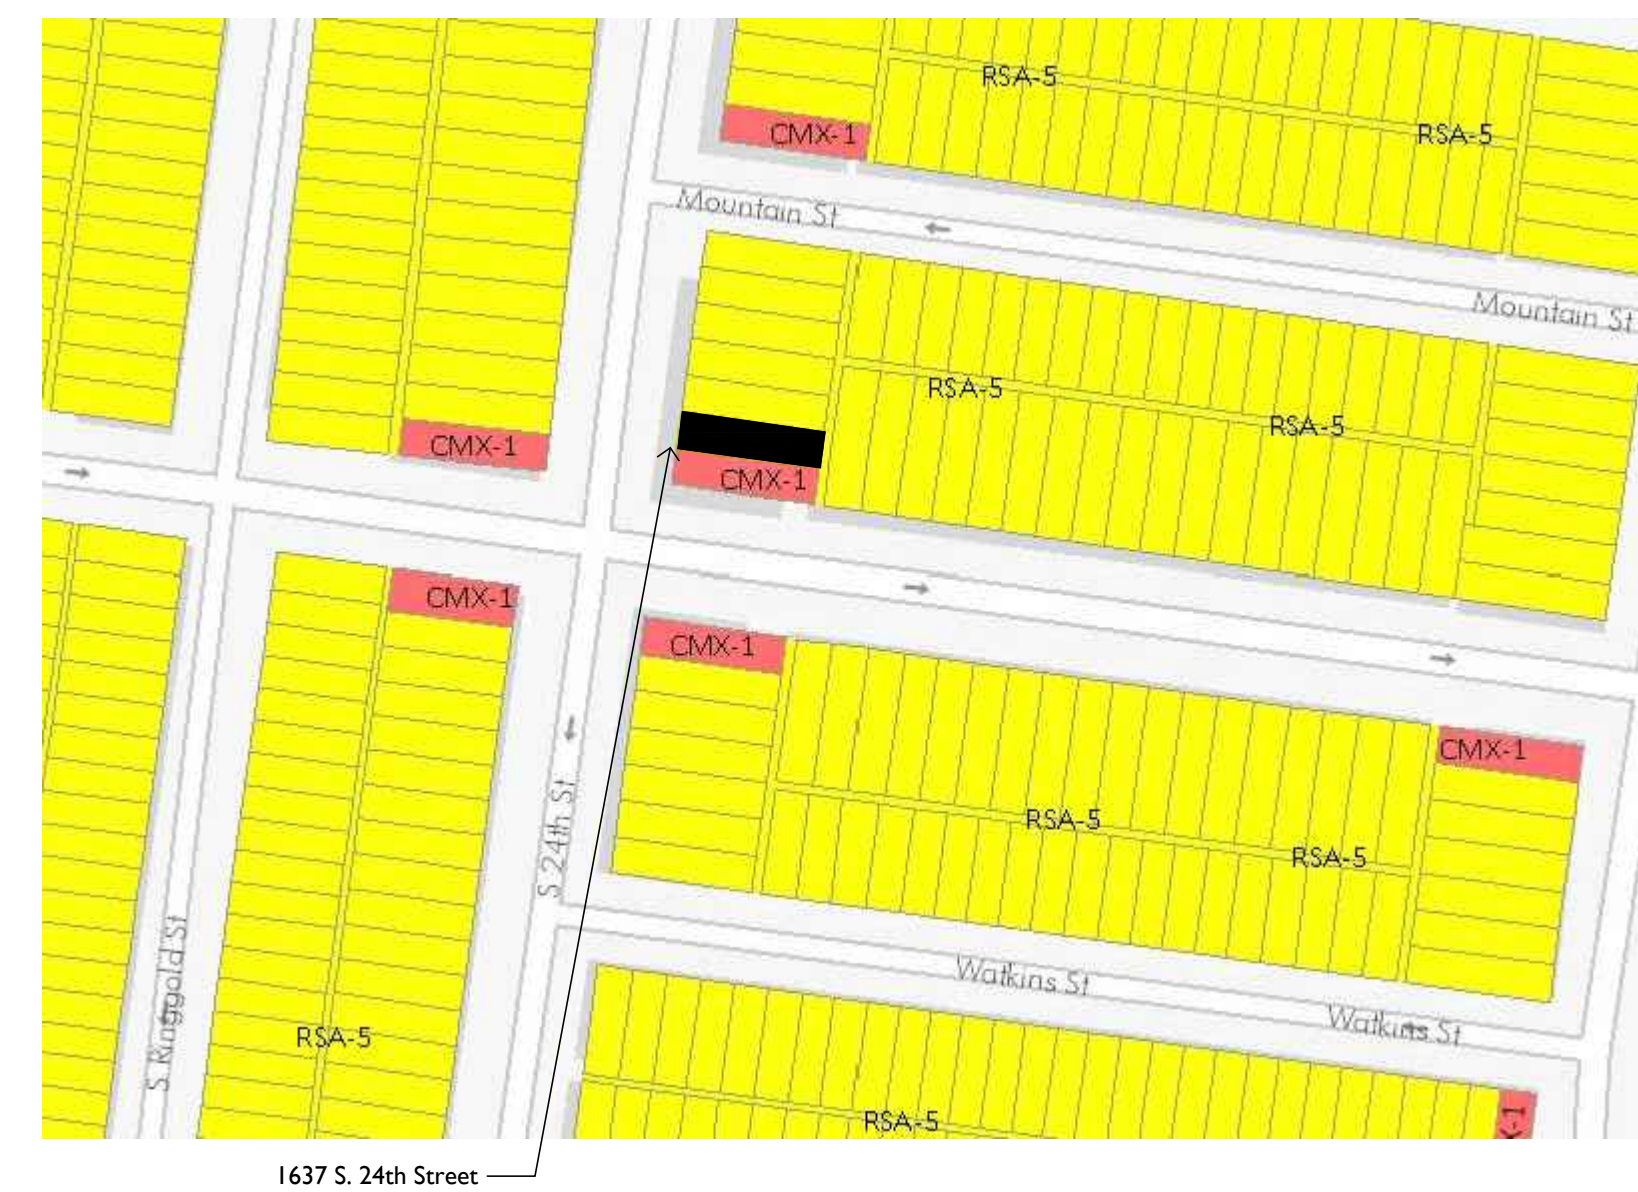 RSA-5
RSA-5
CMX-1
Mountain St
Mountain St
RSA-5
RSA-5
CMX-1
CMX-1
CMX-1
CMX-1
CMX-1
S 24th St
RSA-5
RSA-5
Watkins St
Watkins St
S Ringgold St
RSA-5
RSA-5
X-1
1637 S. 24th Street